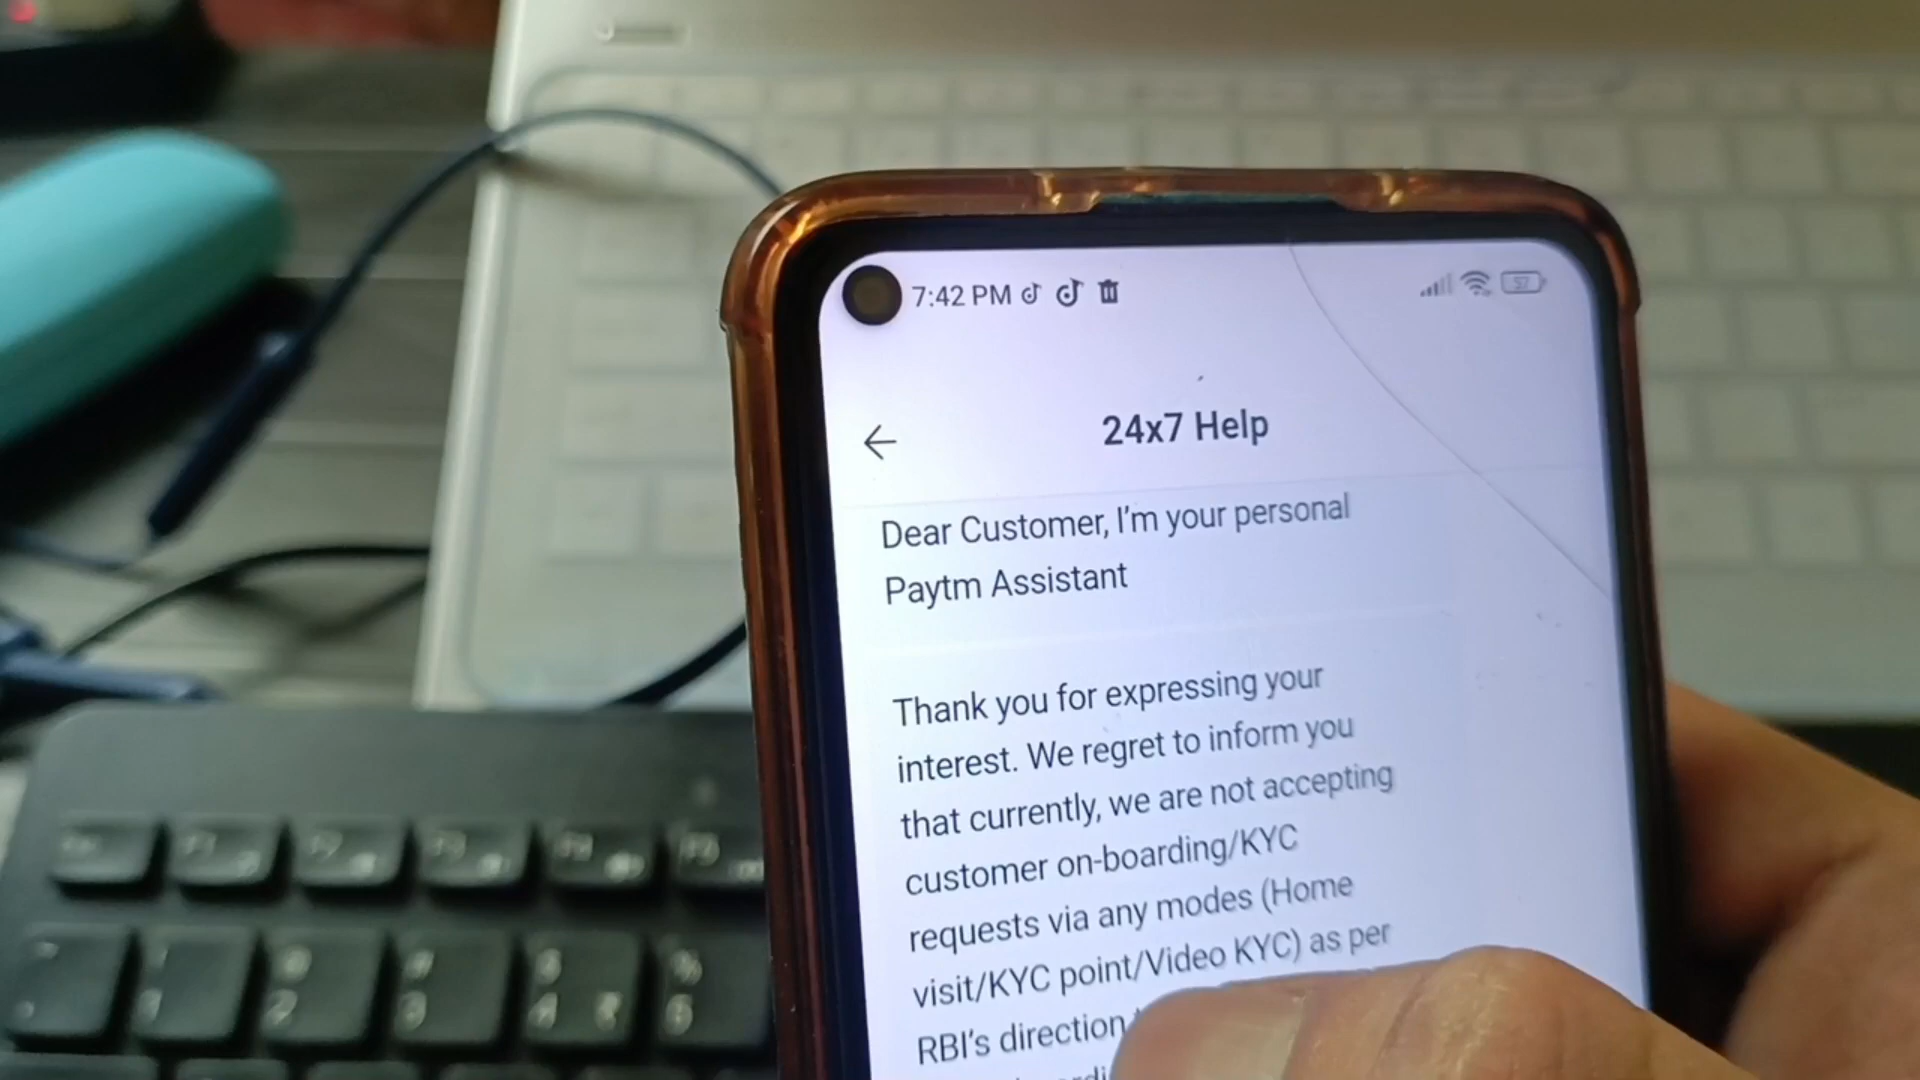 7:42 PM
57
24x7 Help
Dear Customer, I'm your personal
Paytm Assistant
Thank you for expressing your
interest. We regret to inform you
that currently, we are not accepting
customer on-boarding/KYC
requests via any modes (Home
visit/KYC point/Video KYC) as per
RBI's direction